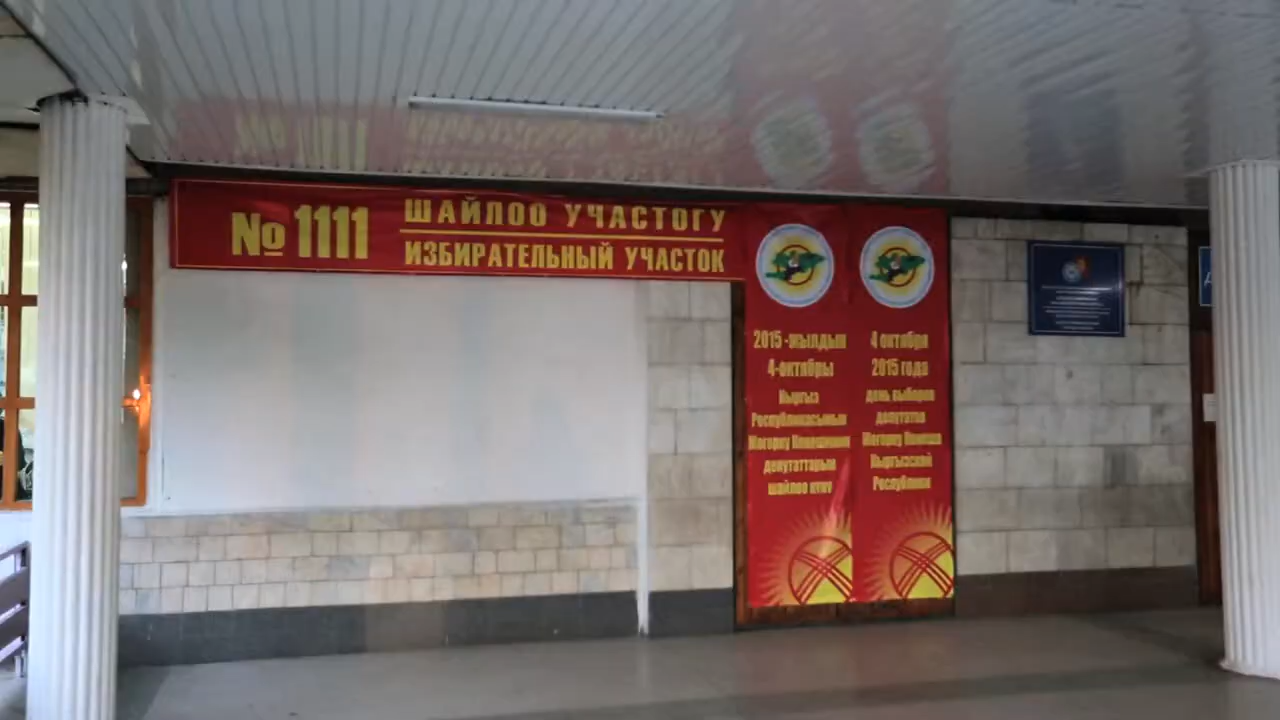 № 1111
ШАЙЛОО УЧАСТОГУ
ИЗБИРАТЕЛЬНЫЙ УЧАСТОК
2015-жылдын
4-октябры
Кыргыз
Республикасынын
Жогорку Кеңешинин
депутаттарын
шайлоо күнү
4 октября
2015 года
день выборов
депутатов
Жогорку Кенеша
Кыргызской
Республики